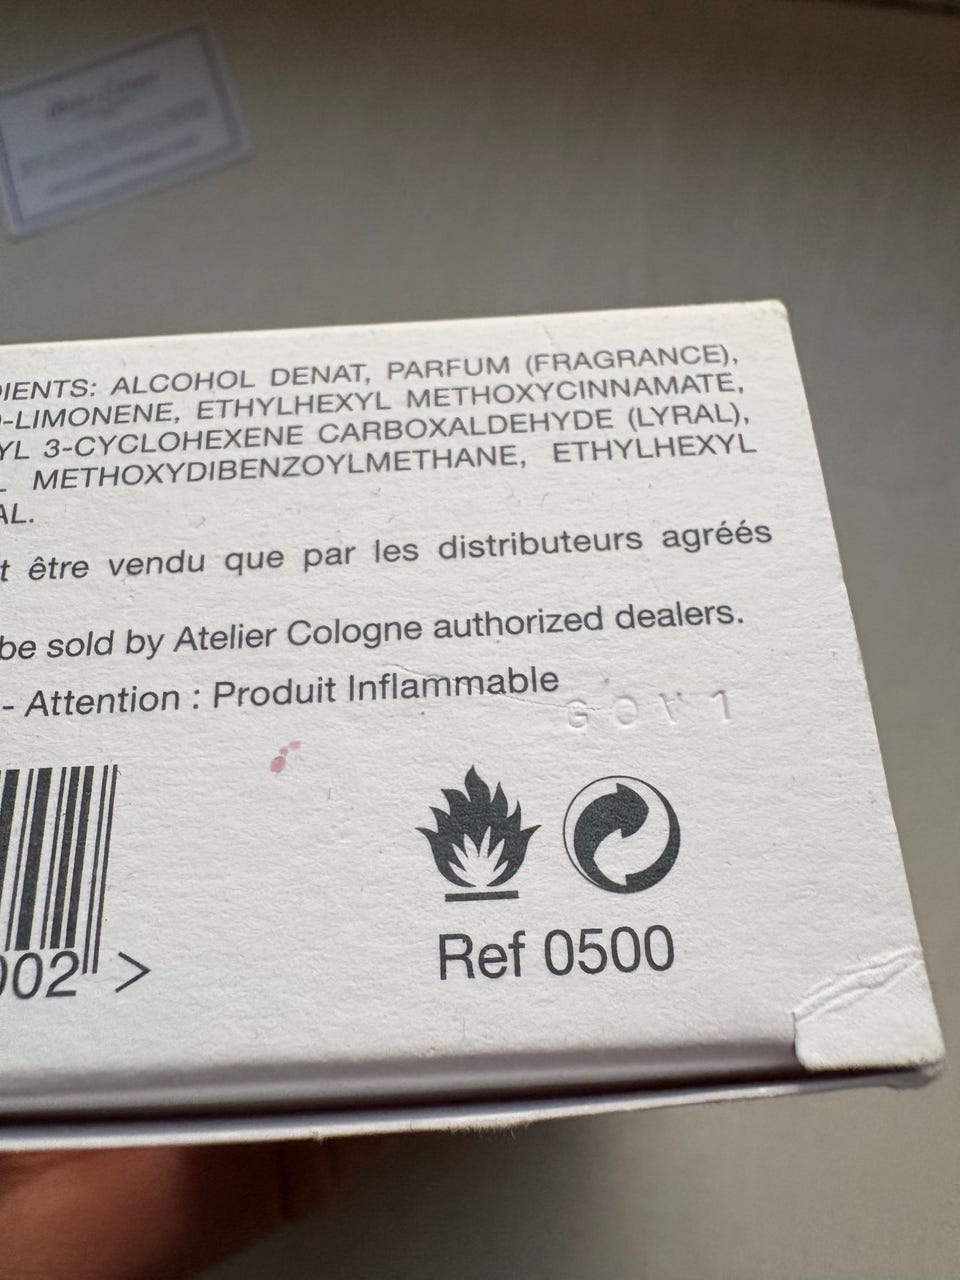 DIENTS: ALCOHOL DENAT, PARFUM (FRAGRANCE),
D-LIMONENE, ETHYLHEXYL METHOXYCINNAMATE,
YL 3-CYCLOHEXENE CARBOXALDEHYDE (LYRAL),
L METHOXYDIBENZOYLMETHANE, ETHYLHEXYL
AL.
t être vendu que par les distributeurs agréés
be sold by Atelier Cologne authorized dealers.
- Attention : Produit Inflammable
002 >
Ref 0500